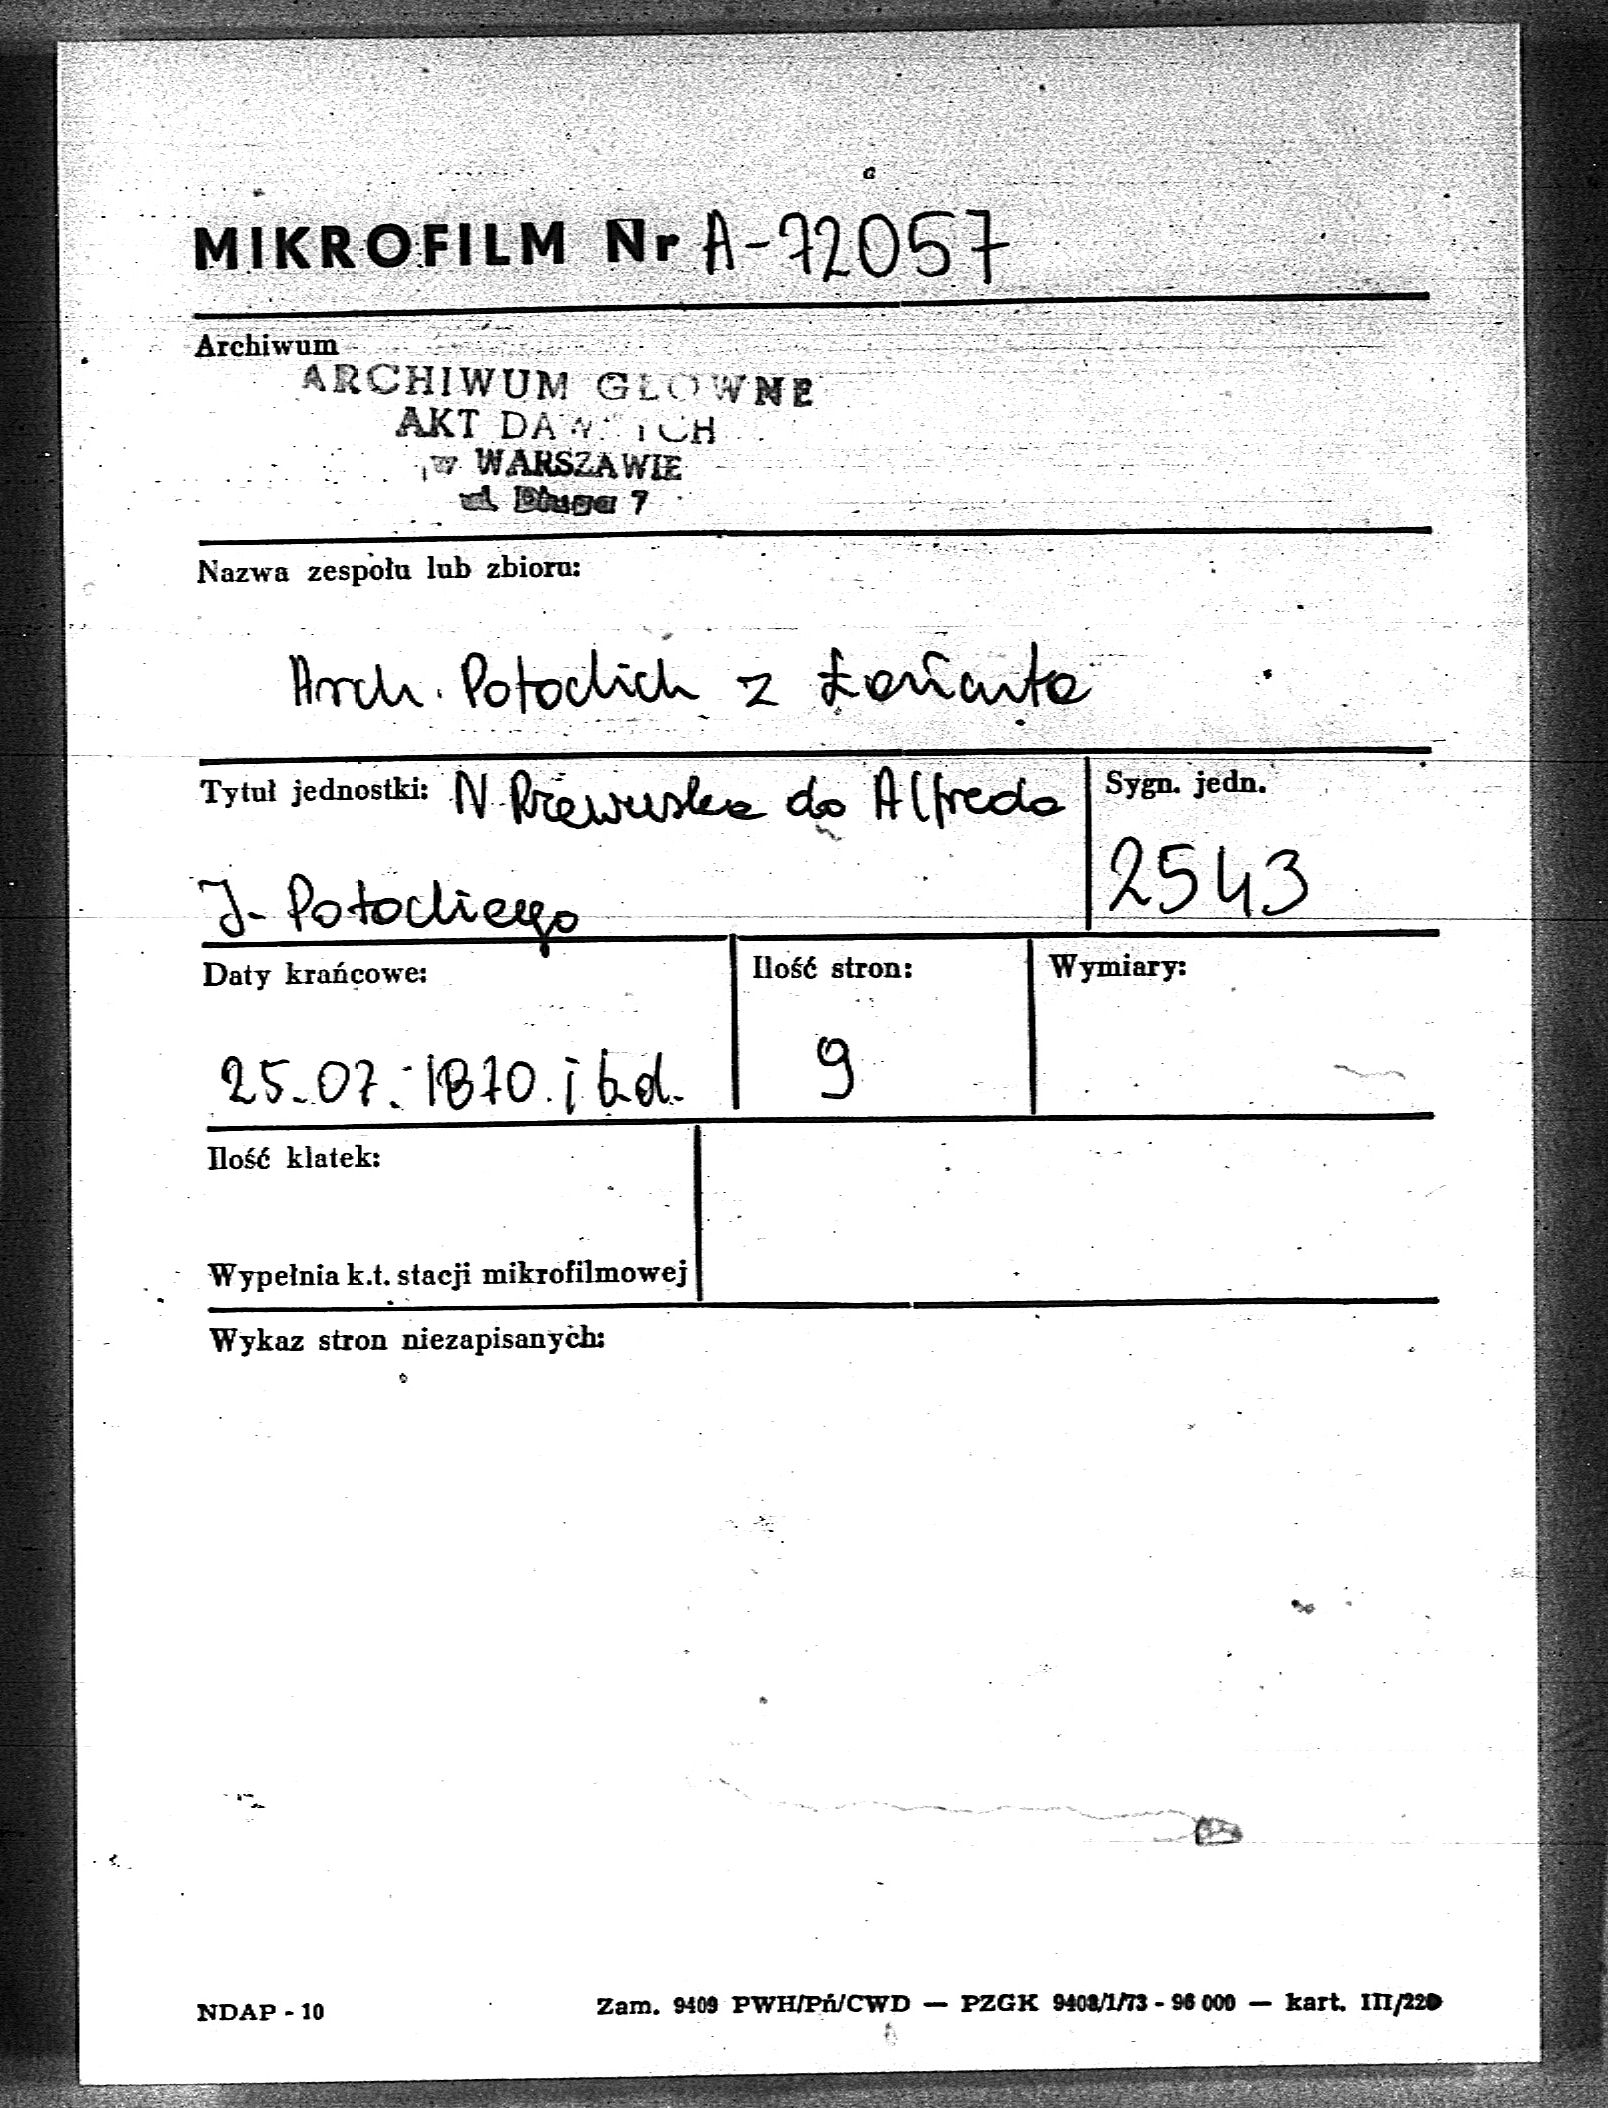 MIKROFILM Nr A-72057
Archiwum
ARCHIWUM GŁOWNE
AKT DAWNYCH
w WARSZAWIE
ul. Długa 7
Nazwa zespołu lub zbioru:
Arch. Potockich z Łańcuta
Tytuł jednostki: N Rzewuska do Alfreda
Sygn. jedn.
2543
J. Potockiego
Daty krańcowe:
Ilość stron:
Wymiary:
25.07.1870 i b.d.
9
Ilość klatek:
Wypełnia k.t. stacji mikrofilmowej
Wykaz stron niezapisanych:
NDAP - 10
Zam. 9409 PWH/Pń/CWD — PZGK 9408/1/73 - 96 000 — kart. III/220